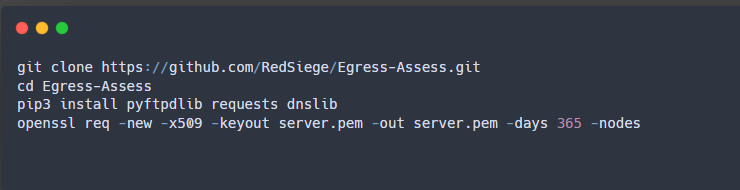 git clone https://github.com/RedSiege/Egress-Assess.git
cd Egress-Assess
pip3 install pyftpdlib requests dnslib
openssl req -new -x509 -keyout server.pem -out server.pem -days 365 -nodes